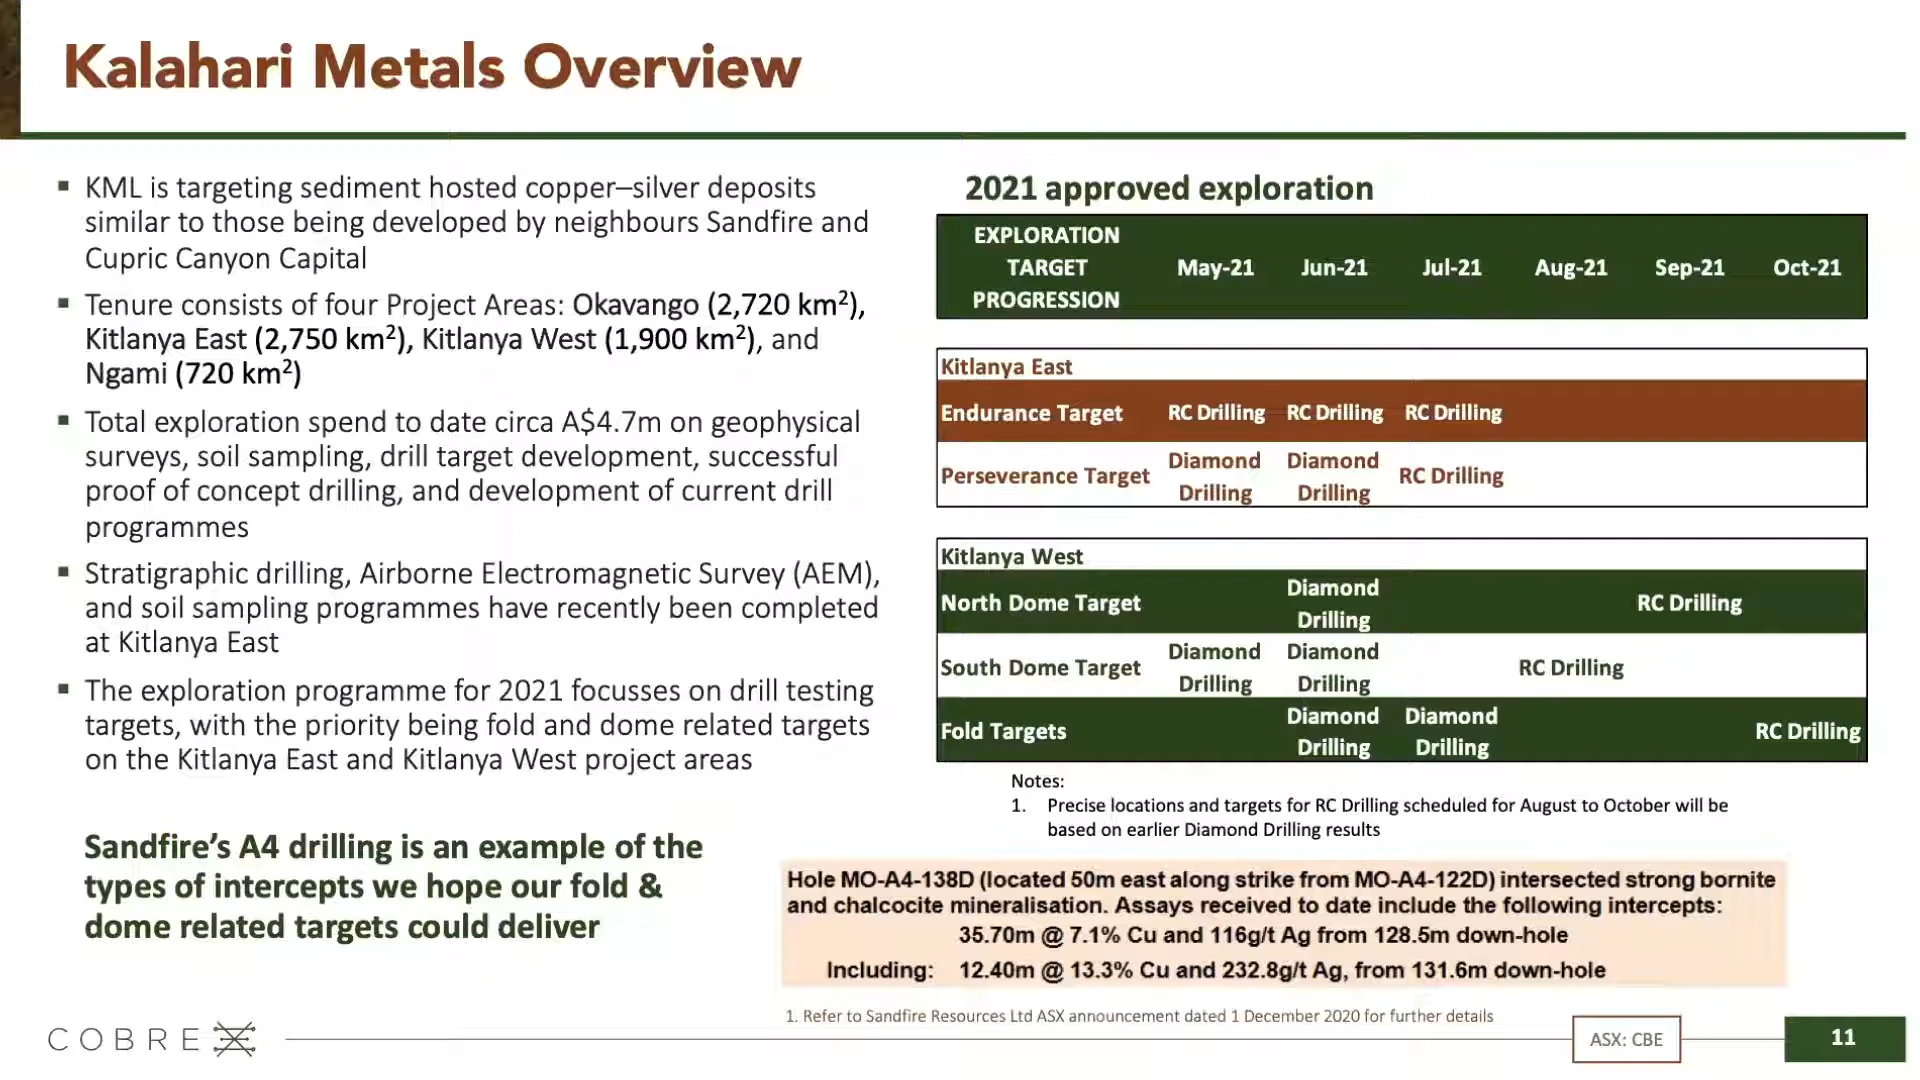 Kalahari Metals Overview
▪ KML is targeting sediment hosted copper–silver deposits
similar to those being developed by neighbours Sandfire and
Cupric Canyon Capital
▪ Tenure consists of four Project Areas: Okavango (2,720 km²),
Kitlanya East (2,750 km²), Kitlanya West (1,900 km²), and
Ngami (720 km²)
▪ Total exploration spend to date circa A$4.7m on geophysical
surveys, soil sampling, drill target development, successful
proof of concept drilling, and development of current drill
programmes
▪ Stratigraphic drilling, Airborne Electromagnetic Survey (AEM),
and soil sampling programmes have recently been completed
at Kitlanya East
▪ The exploration programme for 2021 focusses on drill testing
targets, with the priority being fold and dome related targets
on the Kitlanya East and Kitlanya West project areas
Sandfire’s A4 drilling is an example of the
types of intercepts we hope our fold &
dome related targets could deliver
2021 approved exploration
EXPLORATION
TARGET
PROGRESSION
May-21 Jun-21 Jul-21 Aug-21 Sep-21 Oct-21
Kitlanya East
Endurance Target RC Drilling RC Drilling RC Drilling
Perseverance Target Diamond Drilling Diamond Drilling RC Drilling
Kitlanya West
North Dome Target Diamond Drilling RC Drilling
South Dome Target Diamond Drilling Diamond Drilling RC Drilling
Fold Targets Diamond Drilling Diamond Drilling RC Drilling
Notes:
1. Precise locations and targets for RC Drilling scheduled for August to October will be
based on earlier Diamond Drilling results
Hole MO-A4-138D (located 50m east along strike from MO-A4-122D) intersected strong bornite
and chalcocite mineralisation. Assays received to date include the following intercepts:
35.70m @ 7.1% Cu and 116g/t Ag from 128.5m down-hole
Including: 12.40m @ 13.3% Cu and 232.8g/t Ag, from 131.6m down-hole
1. Refer to Sandfire Resources Ltd ASX announcement dated 1 December 2020 for further details
COBRE
ASX: CBE
11